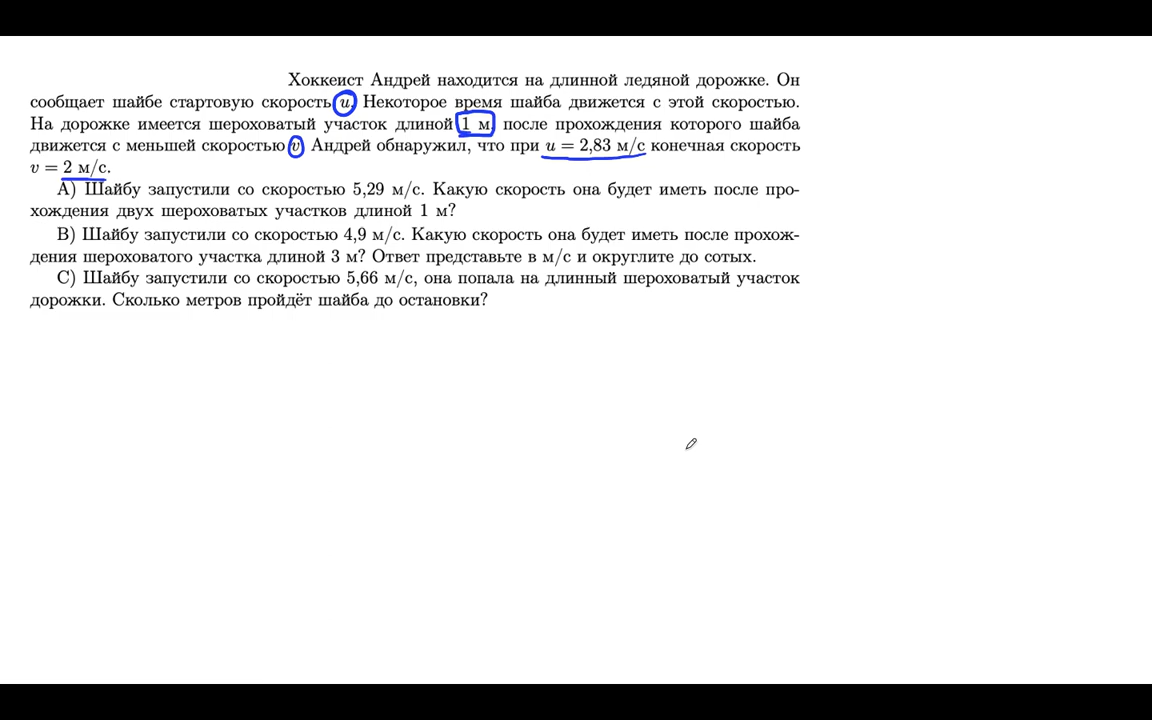 Хоккеист Андрей находится на длинной ледяной дорожке. Он
сообщает шайбе стартовую скорость u. Некоторое время шайба движется с этой скоростью.
На дорожке имеется шероховатый участок длиной 1 м, после прохождения которого шайба
движется с меньшей скоростью v. Андрей обнаружил, что при u = 2,83 м/с конечная скорость
v = 2 м/с.
A) Шайбу запустили со скоростью 5,29 м/с. Какую скорость она будет иметь после про-
хождения двух шероховатых участков длиной 1 м?
B) Шайбу запустили со скоростью 4,9 м/с. Какую скорость она будет иметь после прохож-
дения шероховатого участка длиной 3 м? Ответ представьте в м/с и округлите до сотых.
C) Шайбу запустили со скоростью 5,66 м/с, она попала на длинный шероховатый участок
дорожки. Сколько метров пройдёт шайба до остановки?